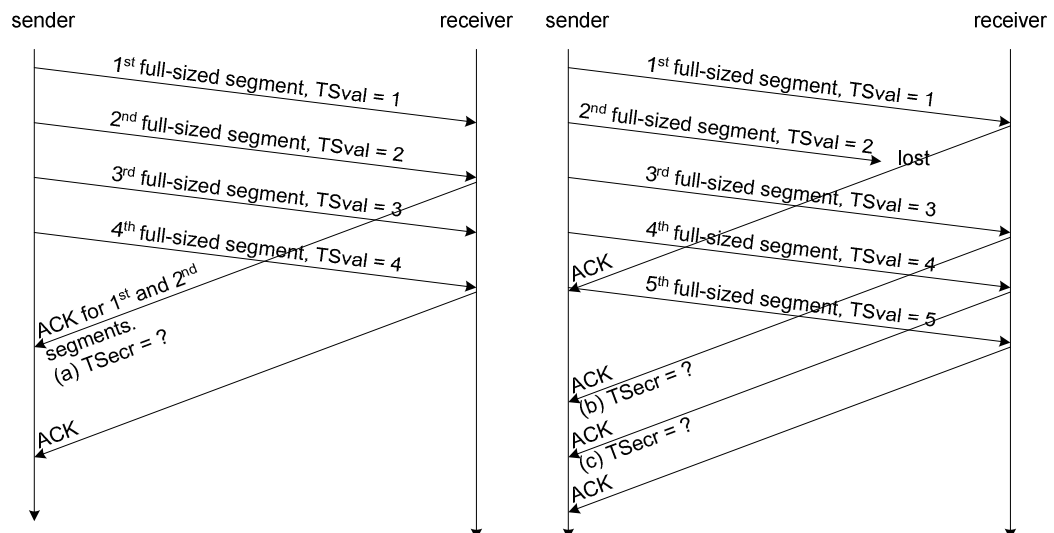 sender
receiver
1st full-sized segment, TSval = 1
2nd full-sized segment, TSval = 2
3rd full-sized segment, TSval = 3
4th full-sized segment, TSval = 4
ACK for 1st and 2nd
segments.
(a) TSecr = ?
ACK
sender
receiver
1st full-sized segment, TSval = 1
2nd full-sized segment, TSval = 2
lost
3rd full-sized segment, TSval = 3
4th full-sized segment, TSval = 4
ACK
5th full-sized segment, TSval = 5
ACK
(b) TSecr = ?
ACK
(c) TSecr = ?
ACK